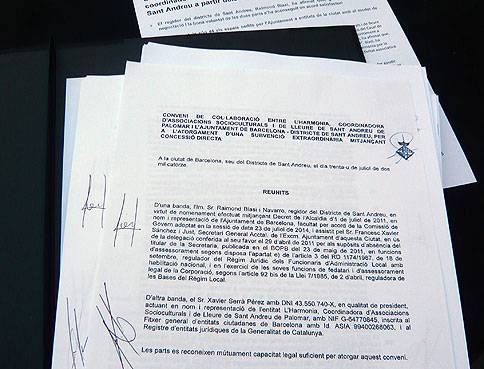 coordinado
Sant Andreu a partir del
El regidor del districte de Sant Andreu, Raimond Blasi, ha afirmat
CONVENI DE COL·LABORACIÓ ENTRE L'HARMONIA, COORDINADORA
D'ASSOCIACIONS SOCIOCULTURALS I DE LLEURE DE SANT ANDREU DE
PALOMAR I L'AJUNTAMENT DE BARCELONA - DISTRICTE DE SANT ANDREU, PER
A L'ATORGAMENT D'UNA SUBVENCIÓ EXTRAORDINÀRIA MITJANÇANT
CONCESSIÓ DIRECTA
A la ciutat de Barcelona, seu del Districte de Sant Andreu, el dia trenta-u de juliol de dos
mil catorze.
REUNITS
D'una banda, l'Ilm. Sr. Raimond Blasi i Navarro, regidor del Districte de Sant Andreu, en
virtut de nomenament efectuat mitjançant Decret de l'Alcaldia d'1 de juliol de 2011, en
nom i representació de l'Ajuntament de Barcelona, facultat per acord de la Comissió de
Govern adoptat en la sessió de data 23 de juliol de 2014; i assistit pel Sr. Francesc Xavier
Sánchez i Just, Secretari General Acctal. de l'Excm. Ajuntament d'aquesta Ciutat, en ús
de la delegació conferida al seu favor el 29 d'abril de 2011 per als supòsits d'absència del
titular de la Secretaria, publicada en el BOPB del 23 de maig de 2011, en funcions
d'assessorament segons disposa l'apartat e) de l'article 3 del RD 1174/1987, de 18 de
setembre, regulador del Règim Jurídic dels Funcionaris d'Administració Local amb
habilitació nacional, i en l'exercici de les seves funcions de fedatari i d'assessorament
legal de la Corporació, segons l'article 92 bis de la Llei 7/1985, de 2 d'abril, reguladora de
les Bases del Règim Local.
D'altra banda, el Sr. Xavier Serrà Pérez amb DNI 43.550.740-X, en qualitat de president,
actuant en nom i representació de l'entitat L'Harmonia, Coordinadora d'Associacions
Socioculturals i de Lleure de Sant Andreu de Palomar, amb NIF G-64770845, inscrita al
Fitxer general d'entitats ciutadanes de Barcelona amb Id. ASIA 99400268063, i al
Registre d'entitats jurídiques de la Generalitat de Catalunya.
Les parts es reconeixen mútuament capacitat legal suficient per atorgar aquest conveni.